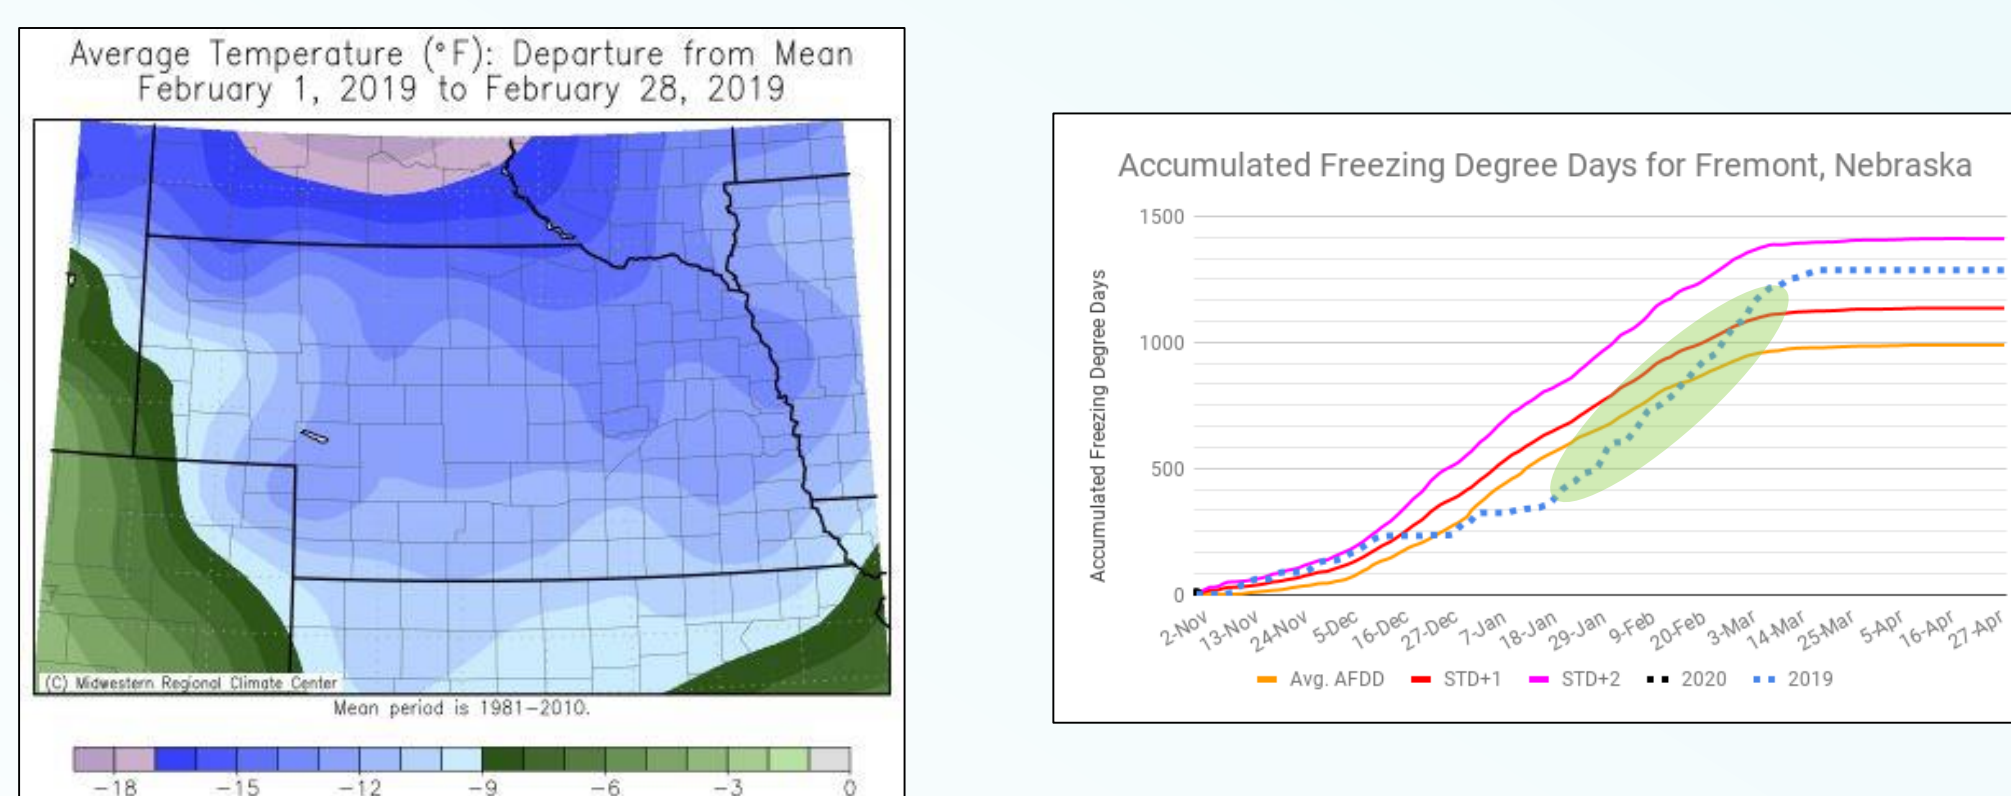 Average Temperature (°F): Departure from Mean
February 1, 2019 to February 28, 2019
(C) Midwestern Regional Climate Center
Mean period is 1981-2010.
-18 -15 -12 -9 -6 -3 0
Accumulated Freezing Degree Days for Fremont, Nebraska
Accumulated Freezing Degree Days
1500
1000
500
0
2-Nov 13-Nov 24-Nov 5-Dec 16-Dec 27-Dec 7-Jan 18-Jan 29-Jan 9-Feb 20-Feb 3-Mar 14-Mar 25-Mar 5-Apr 16-Apr 27-Apr
Avg. AFDD STD+1 STD+2 2020 2019